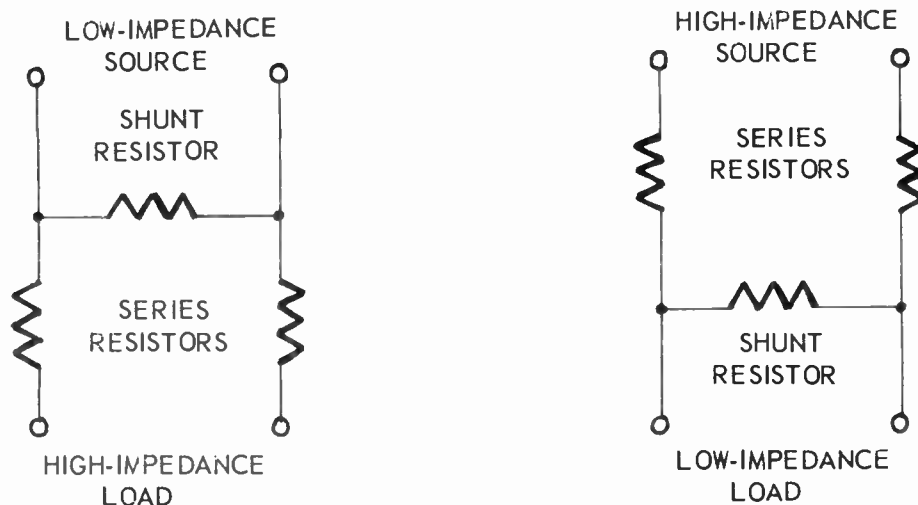 LOW-IMPEDANCE
SOURCE
SHUNT
RESISTOR
SERIES
RESISTORS
HIGH-IMPEDANCE
LOAD
HIGH-IMPEDANCE
SOURCE
SERIES
RESISTORS
SHUNT
RESISTOR
LOW-IMPEDANCE
LOAD